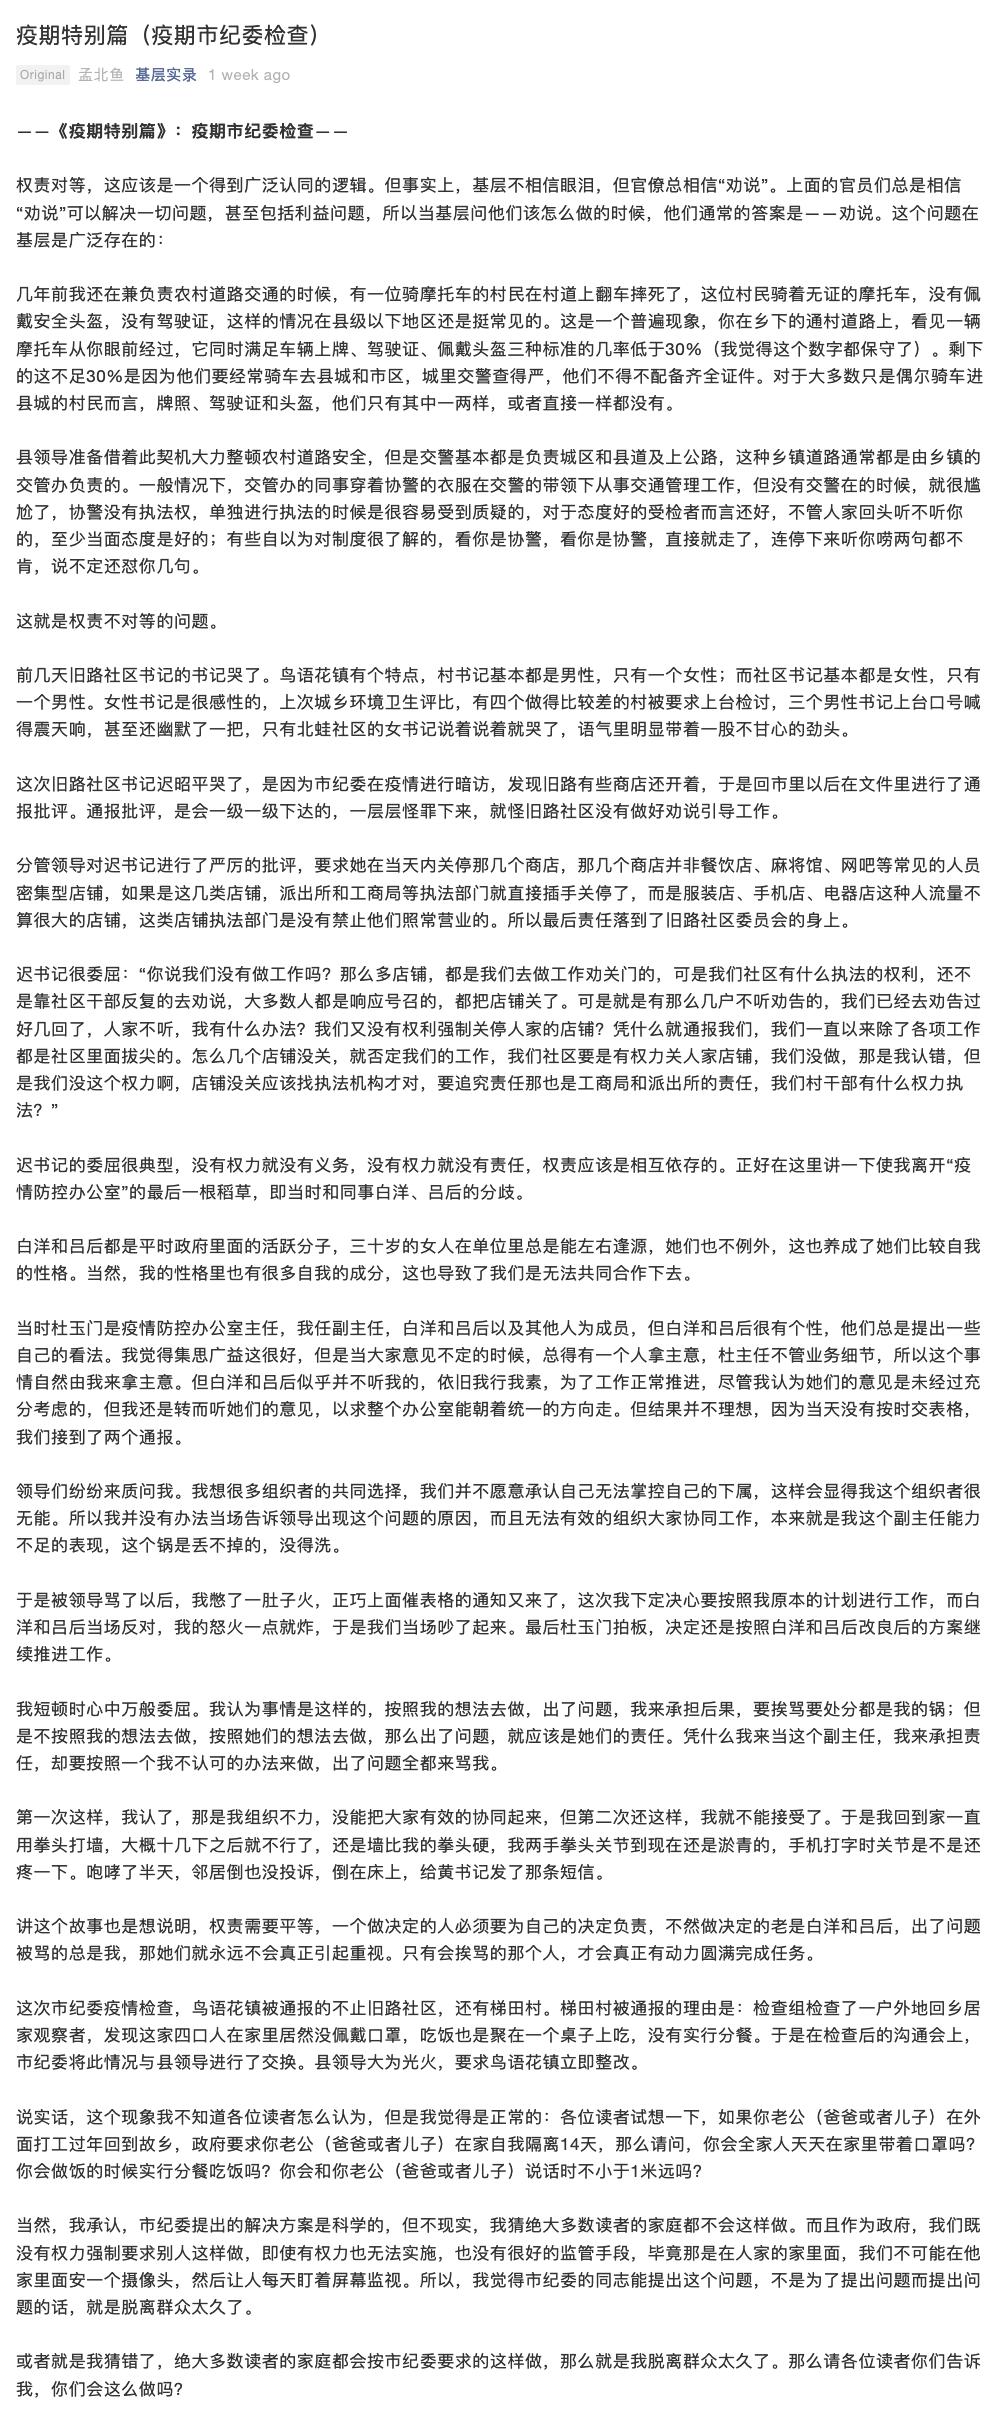 疫期特别篇（疫期市纪委检查）
Original 孟北鱼 基层实录 1 week ago
——《疫期特别篇》：疫期市纪委检查——
权责对等，这应该是一个得到广泛认同的逻辑。但事实上，基层不相信眼泪，但官僚总相信“劝说”。上面的官员们总是相信
“劝说”可以解决一切问题，甚至包括利益问题，所以当基层问他们该怎么做的时候，他们通常的答案是——劝说。这个问题在
基层是广泛存在的：
几年前我还在兼负责农村道路交通的时候，有一位骑摩托车的村民在村道上翻车摔死了，这位村民骑着无证的摩托车，没有佩
戴安全头盔，没有驾驶证，这样的情况在县级以下地区还是挺常见的。这是一个普遍现象，你在乡下的通村道路上，看见一辆
摩托车从你眼前经过，它同时满足车辆上牌、驾驶证、佩戴头盔三种标准的几率低于30%（我觉得这个数字都保守了）。剩下
的这不足30%是因为他们要经常骑车去县城和市区，城里交警查得严，他们不得不配备齐全证件。对于大多数只是偶尔骑车进
县城的村民而言，牌照、驾驶证和头盔，他们只有其中一两样，或者直接一样都没有。
县领导准备借着此契机大力整顿农村道路安全，但是交警基本都是负责城区和县道及上公路，这种乡镇道路通常都是由乡镇的
交管办负责的。一般情况下，交管办的同事穿着协警的衣服在交警的带领下从事交通管理工作，但没有交警在的时候，就很尴
尬了，协警没有执法权，单独进行执法的时候是很容易受到质疑的，对于态度好的受检者而言还好，不管人家回头听不听你
的，至少当面态度是好的；有些自以为对制度很了解的，看你是协警，看你是协警，直接就走了，连停下来听你唠两句都不
肯，说不定还怼你几句。
这就是权责不对等的问题。
前几天旧路社区书记的书记哭了。鸟语花镇有个特点，村书记基本都是男性，只有一个女性；而社区书记基本都是女性，只有
一个男性。女性书记是很感性的，上次城乡环境卫生评比，有四个做得比较差的村被要求上台检讨，三个男性书记上台口号喊
得震天响，甚至还幽默了一把，只有北蛙社区的女书记说着说着就哭了，语气里明显带着一股不甘心的劲头。
这次旧路社区书记迟昭平哭了，是因为市纪委在疫情进行暗访，发现旧路有些商店还开着，于是回市里以后在文件里进行了通
报批评。通报批评，是会一级一级下达的，一层层怪罪下来，就怪旧路社区没有做好劝说引导工作。
分管领导对迟书记进行了严厉的批评，要求她在当天内关停那几个商店，那几个商店并非餐饮店、麻将馆、网吧等常见的人员
密集型店铺，如果是这几类店铺，派出所和工商局等执法部门就直接插手关停了，而是服装店、手机店、电器店这种人流量不
算很大的店铺，这类店铺执法部门是没有禁止他们照常营业的。所以最后责任落到了旧路社区委员会的身上。
迟书记很委屈：“你说我们没有做工作吗？那么多店铺，都是我们去做工作劝关门的，可是我们社区有什么执法的权利，还不
是靠社区干部反复的去劝说，大多数人都是响应号召的，都把店铺关了。可是就是有那么几户不听劝告的，我们已经去劝告过
好几回了，人家不听，我有什么办法？我们又没有权利强制关停人家的店铺？凭什么就通报我们，我们一直以来除了各项工作
都是社区里面拔尖的。怎么几个店铺没关，就否定我们的工作，我们社区要是有权力关人家店铺，我们没做，那是我认错，但
是我们没这个权力啊，店铺没关应该找执法机构才对，要追究责任那也是工商局和派出所的责任，我们村干部有什么权力执
法？”
迟书记的委屈很典型，没有权力就没有义务，没有权力就没有责任，权责应该是相互依存的。正好在这里讲一下使我离开“疫
情防控办公室”的最后一根稻草，即当时和同事白洋、吕后的分歧。
白洋和吕后都是平时政府里面的活跃分子，三十岁的女人在单位里总是能左右逢源，她们也不例外，这也养成了她们比较自我
的性格。当然，我的性格里也有很多自我的成分，这也导致了我们是无法共同合作下去。
当时杜玉门是疫情防控办公室主任，我任副主任，白洋和吕后以及其他人为成员，但白洋和吕后很有个性，他们总是提出一些
自己的看法。我觉得集思广益这很好，但是当大家意见不定的时候，总得有一个人拿主意，杜主任不管业务细节，所以这个事
情自然由我来拿主意。但白洋和吕后似乎并不听我的，依旧我行我素，为了工作正常推进，尽管我认为她们的意见是未经过充
分考虑的，但我还是转而听她们的意见，以求整个办公室能朝着统一的方向走。但结果并不理想，因为当天没有按时交表格，
我们接到了两个通报。
领导们纷纷来质问我。我想很多组织者的共同选择，我们并不愿意承认自己无法掌控自己的下属，这样会显得我这个组织者很
无能。所以我并没有办法当场告诉领导出现这个问题的原因，而且无法有效的组织大家协同工作，本来就是我这个副主任能力
不足的表现，这个锅是丢不掉的，没得洗。
于是被领导骂了以后，我憋了一肚子火，正巧上面催表格的通知又来了，这次我下定决心要按照我原本的计划进行工作，而白
洋和吕后当场反对，我的怒火一点就炸，于是我们当场吵了起来。最后杜玉门拍板，决定还是按照白洋和吕后改良后的方案继
续推进工作。
我短顿时心中万般委屈。我认为事情是这样的，按照我的想法去做，出了问题，我来承担后果，要挨骂要处分都是我的锅；但
是不按照我的想法去做，按照她们的想法去做，那么出了问题，就应该是她们的责任。凭什么我来当这个副主任，我来承担责
任，却要按照一个我不认可的办法来做，出了问题全都来骂我。
第一次这样，我认了，那是我组织不力，没能把大家有效的协同起来，但第二次还这样，我就不能接受了。于是我回到家一直
用拳头打墙，大概十几下之后就不行了，还是墙比我的拳头硬，我两手拳头关节到现在还是淤青的，手机打字时关节是不是还
疼一下。咆哮了半天，邻居倒也没投诉，倒在床上，给黄书记发了那条短信。
讲这个故事也是想说明，权责需要平等，一个做决定的人必须要为自己的决定负责，不然做决定的老是白洋和吕后，出了问题
被骂的总是我，那她们就永远不会真正引起重视。只有会挨骂的那个人，才会真正有动力圆满完成任务。
这次市纪委疫情检查，鸟语花镇被通报的不止旧路社区，还有梯田村。梯田村被通报的理由是：检查组检查了一户外地回乡居
家观察者，发现这家四口人在家里居然没佩戴口罩，吃饭也是聚在一个桌子上吃，没有实行分餐。于是在检查后的沟通会上，
市纪委将此情况与县领导进行了交换。县领导大为光火，要求鸟语花镇立即整改。
说实话，这个现象我不知道各位读者怎么认为，但是我觉得是正常的：各位读者试想一下，如果你老公（爸爸或者儿子）在外
面打工过年回到故乡，政府要求你老公（爸爸或者儿子）在家自我隔离14天，那么请问，你会全家人天天在家里带着口罩吗？
你会做饭的时候实行分餐吃饭吗？你会和你老公（爸爸或者儿子）说话时不小于1米远吗？
当然，我承认，市纪委提出的解决方案是科学的，但不现实，我猜绝大多数读者的家庭都不会这样做。而且作为政府，我们既
没有权力强制要求别人这样做，即使有权力也无法实施，也没有很好的监管手段，毕竟那是在人家的家里面，我们不可能在他
家里面安一个摄像头，然后让人每天盯着屏幕监视。所以，我觉得市纪委的同志能提出这个问题，不是为了提出问题而提出问
题的话，就是脱离群众太久了。
或者就是我猜错了，绝大多数读者的家庭都会按市纪委要求的这样做，那么就是我脱离群众太久了。那么请各位读者你们告诉
我，你们会这么做吗？